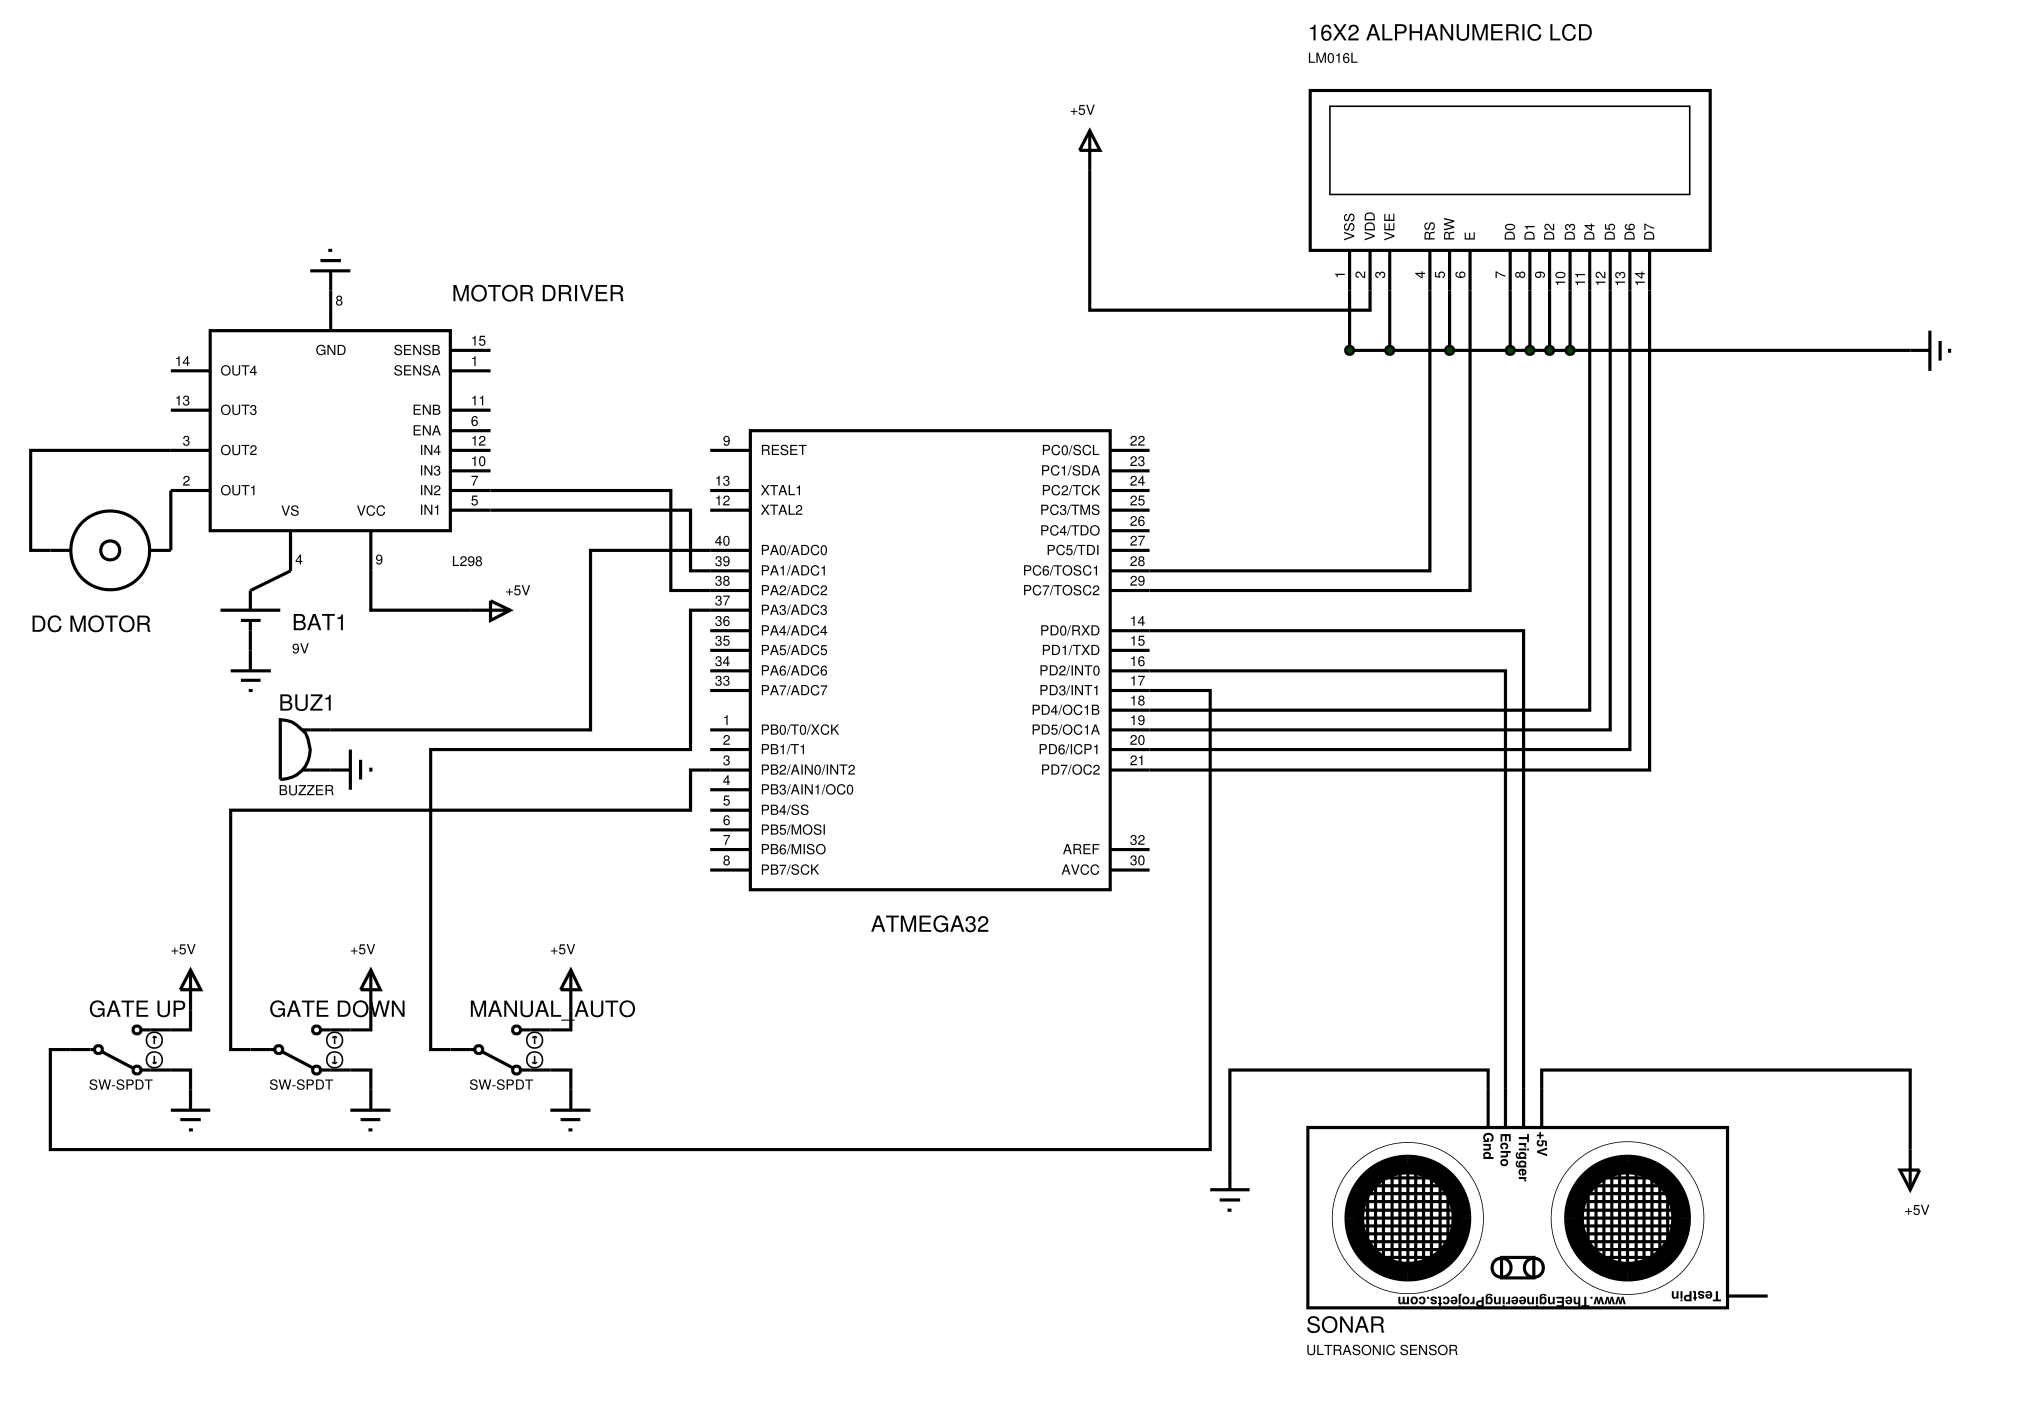 16X2 ALPHANUMERIC LCD
LM016L
+5V
VSS
VDD
VEE
RS
RW
E
D0
D1
D2
D3
D4
D5
D6
D7
1
2
3
4
5
6
7
8
9
10
11
12
13
14
MOTOR DRIVER
8
GND
14 OUT4
13 OUT3
3 OUT2
2 OUT1
SENSB 15
SENSA 1
ENB 11
ENA 6
IN4 12
IN3 10
IN2 7
IN1 5
VS
VCC
4
9
L298
+5V
DC MOTOR
BAT1
9V
BUZ1
BUZZER
9 RESET
13 XTAL1
12 XTAL2
40 PA0/ADC0
39 PA1/ADC1
38 PA2/ADC2
37 PA3/ADC3
36 PA4/ADC4
35 PA5/ADC5
34 PA6/ADC6
33 PA7/ADC7
1 PB0/T0/XCK
2 PB1/T1
3 PB2/AIN0/INT2
4 PB3/AIN1/OC0
5 PB4/SS
6 PB5/MOSI
7 PB6/MISO
8 PB7/SCK
PC0/SCL 22
PC1/SDA 23
PC2/TCK 24
PC3/TMS 25
PC4/TDO 26
PC5/TDI 27
PC6/TOSC1 28
PC7/TOSC2 29
PD0/RXD 14
PD1/TXD 15
PD2/INT0 16
PD3/INT1 17
PD4/OC1B 18
PD5/OC1A 19
PD6/ICP1 20
PD7/OC2 21
AREF 32
AVCC 30
ATMEGA32
+5V
GATE UP
SW-SPDT
+5V
GATE DOWN
SW-SPDT
+5V
MANUAL_AUTO
SW-SPDT
Gnd
Echo
Trigger
+5V
+5V
www.TheEngineeringProjects.com
TestPin
SONAR
ULTRASONIC SENSOR